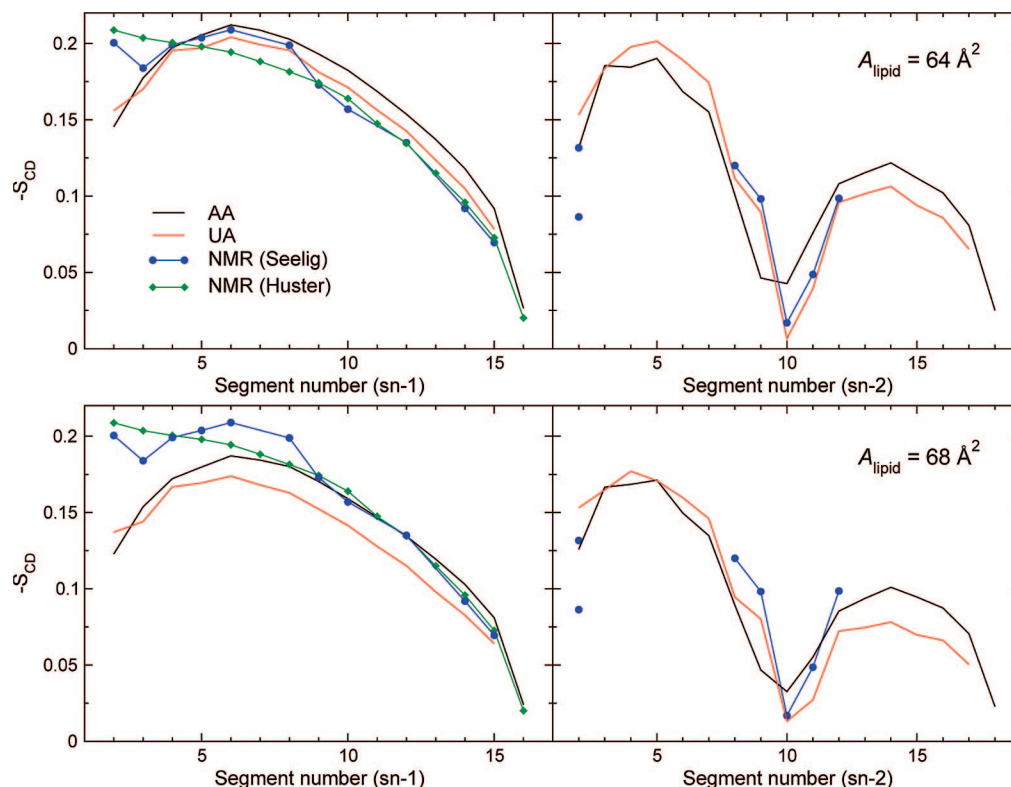 0.2
0.15
0.1
0.05
0
-S_CD
AA
UA
NMR (Seelig)
NMR (Huster)
A_lipid = 64 Å²
5 10 15 5 10 15
Segment number (sn-1) Segment number (sn-2)
0.2
0.15
0.1
0.05
0
-S_CD
A_lipid = 68 Å²
5 10 15 5 10 15
Segment number (sn-1) Segment number (sn-2)